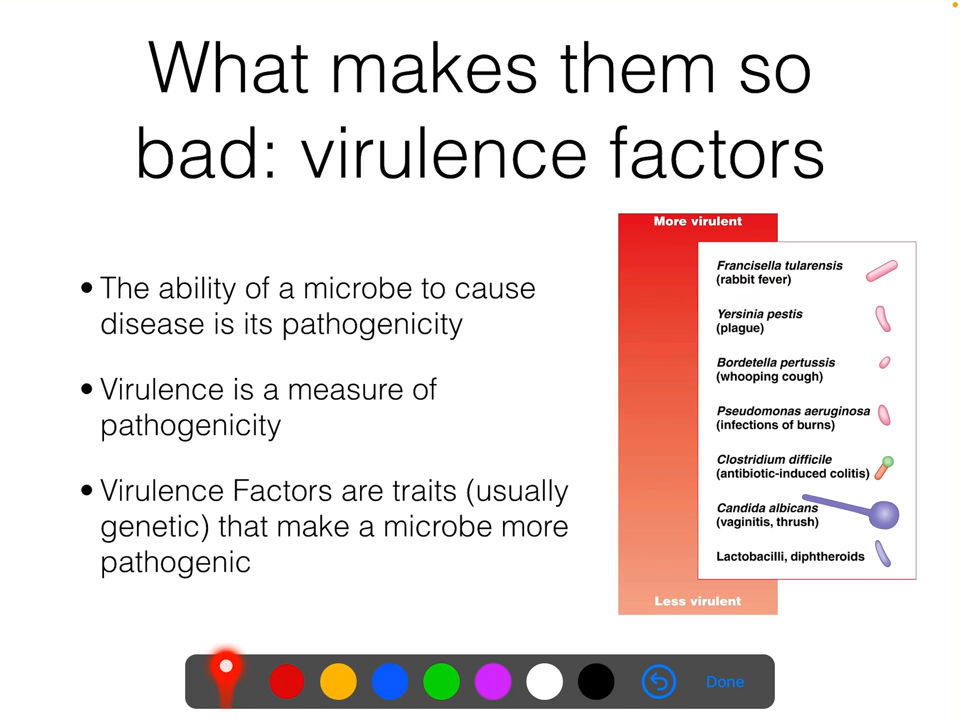 What makes them so
bad: virulence factors
• The ability of a microbe to cause
disease is its pathogenicity
• Virulence is a measure of
pathogenicity
• Virulence Factors are traits (usually
genetic) that make a microbe more
pathogenic
More virulent
Francisella tularensis
(rabbit fever)
Yersinia pestis
(plague)
Bordetella pertussis
(whooping cough)
Pseudomonas aeruginosa
(infections of burns)
Clostridium difficile
(antibiotic-induced colitis)
Candida albicans
(vaginitis, thrush)
Lactobacilli, diphtheroids
Less virulent
Done